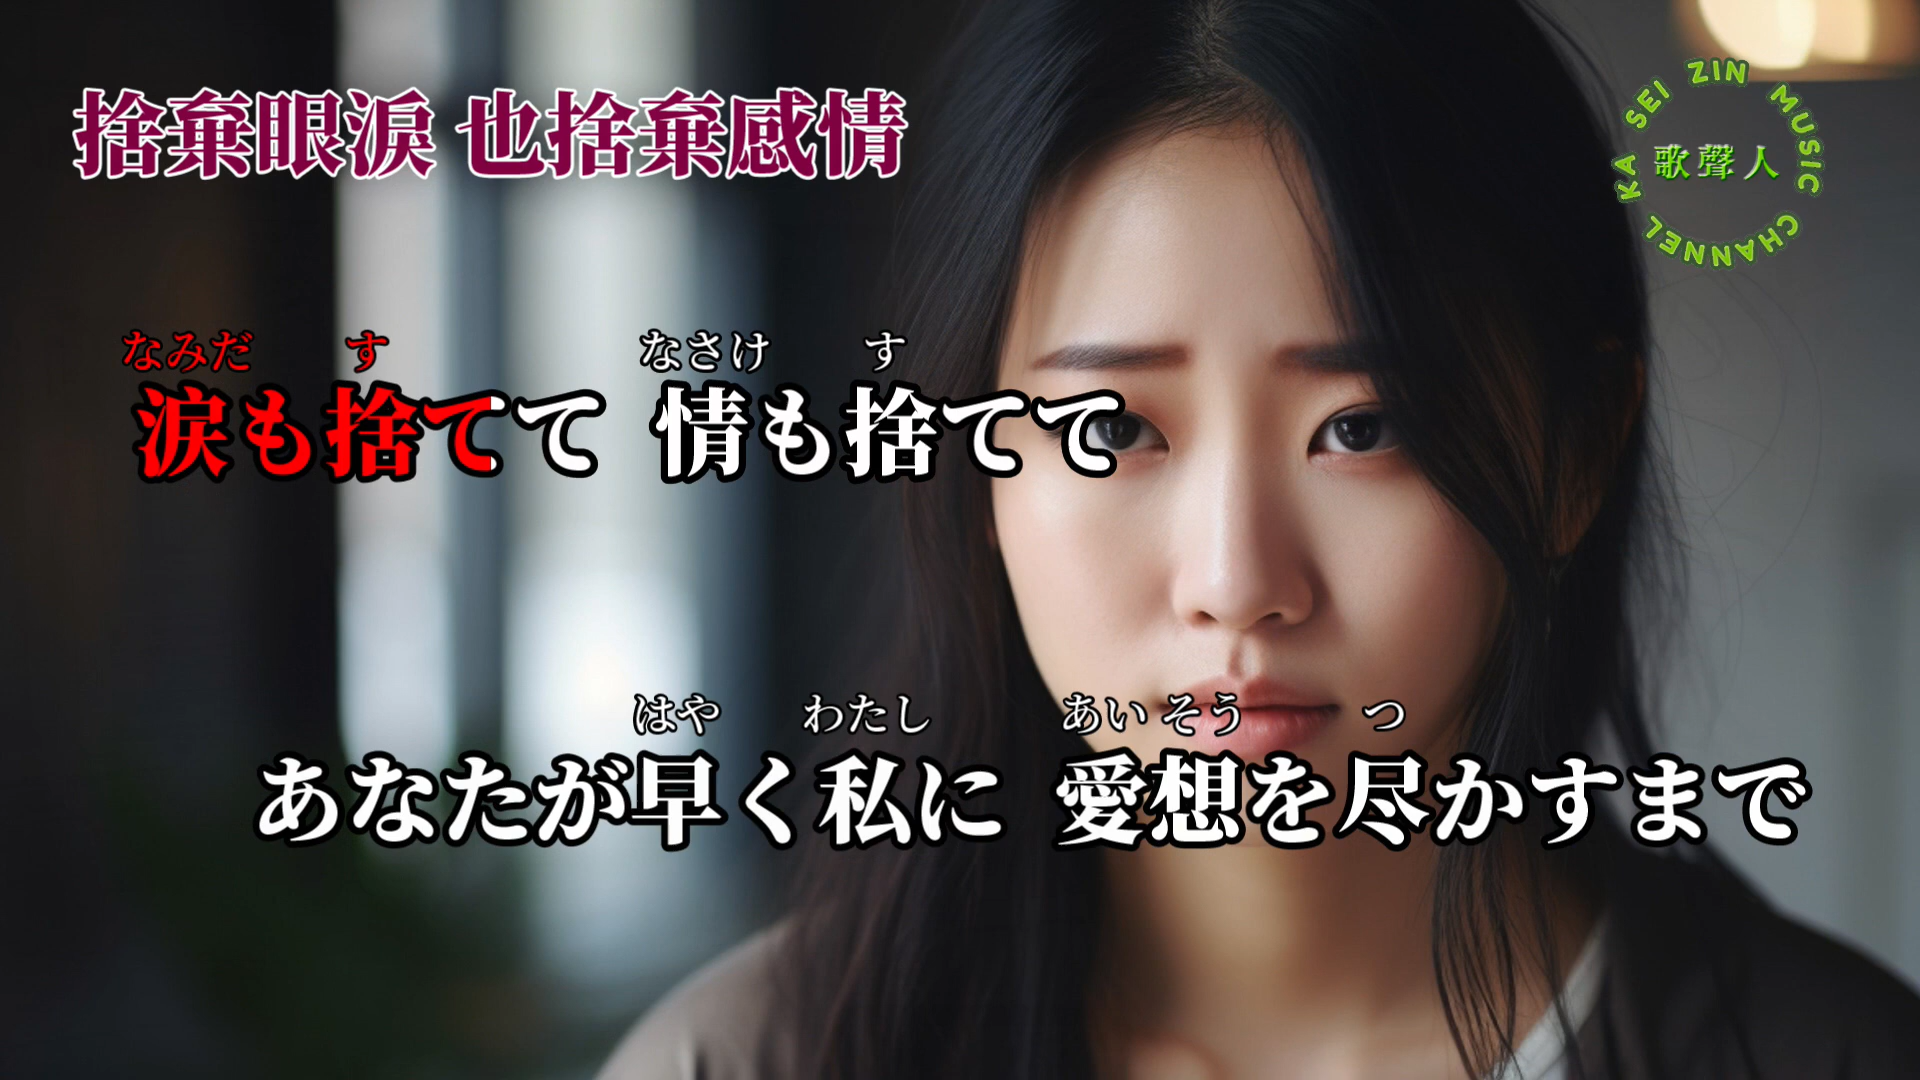 捨棄眼淚 也捨棄感情
KA SEI ZIN MUSIC CHANNEL
歌聲人
なみだ す なさけ す
涙も捨てて 情も捨てて
はや わたし あいそう つ
あなたが早く私に 愛想を尽かすまで